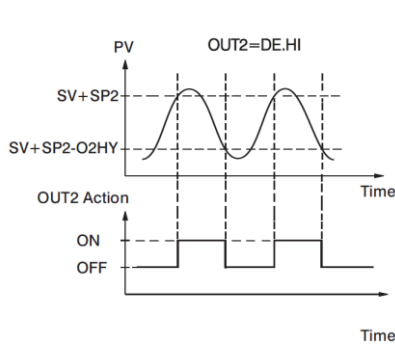 PV
OUT2=DE.HI
SV+SP2
SV+SP2-O2HY
Time
OUT2 Action
ON
OFF
Time